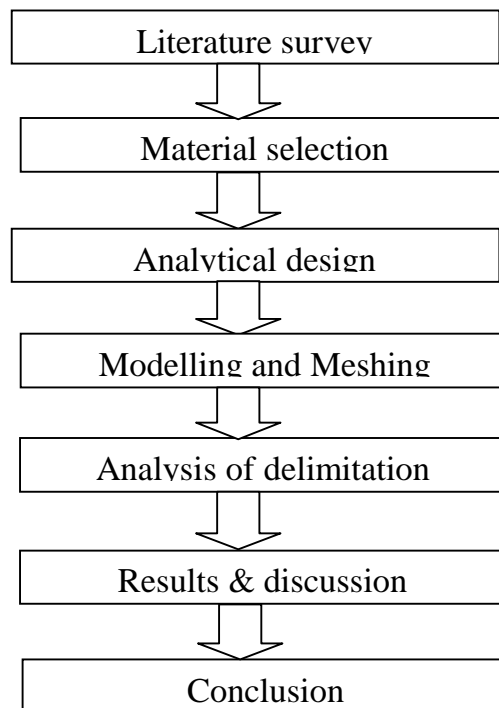 Literature survey
Material selection
Analytical design
Modelling and Meshing
Analysis of delimitation
Results & discussion
Conclusion